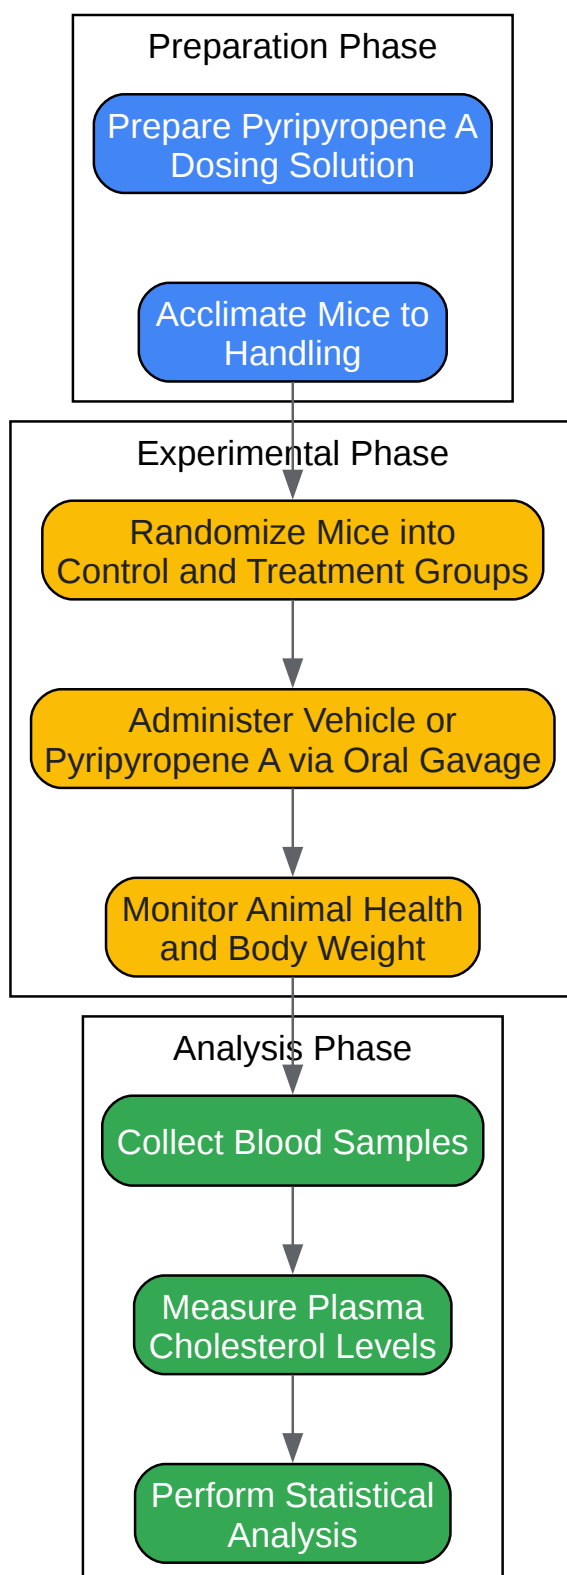 Preparation Phase
Prepare Pyripyropene A
Dosing Solution
Acclimate Mice to
Handling
Experimental Phase
Randomize Mice into
Control and Treatment Groups
Administer Vehicle or
Pyripyropene A via Oral Gavage
Monitor Animal Health
and Body Weight
Analysis Phase
Collect Blood Samples
Measure Plasma
Cholesterol Levels
Perform Statistical
Analysis